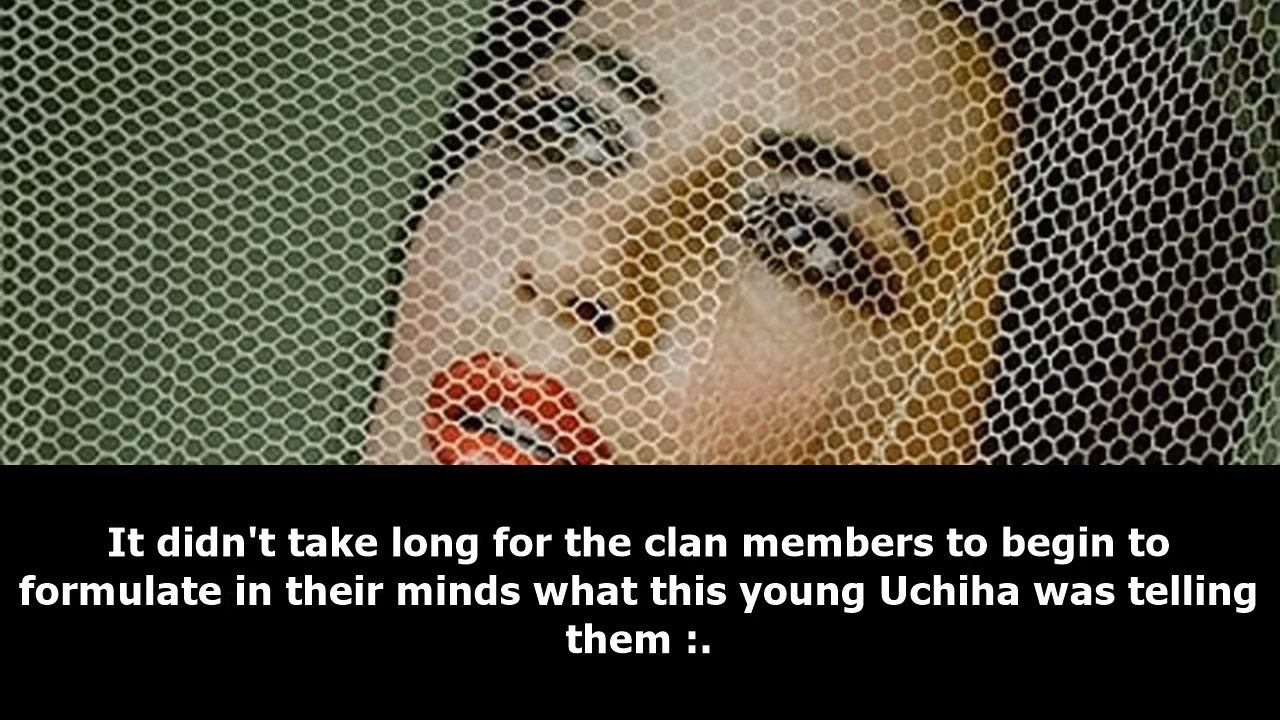 It didn't take long for the clan members to begin to
formulate in their minds what this young Uchiha was telling
them :.